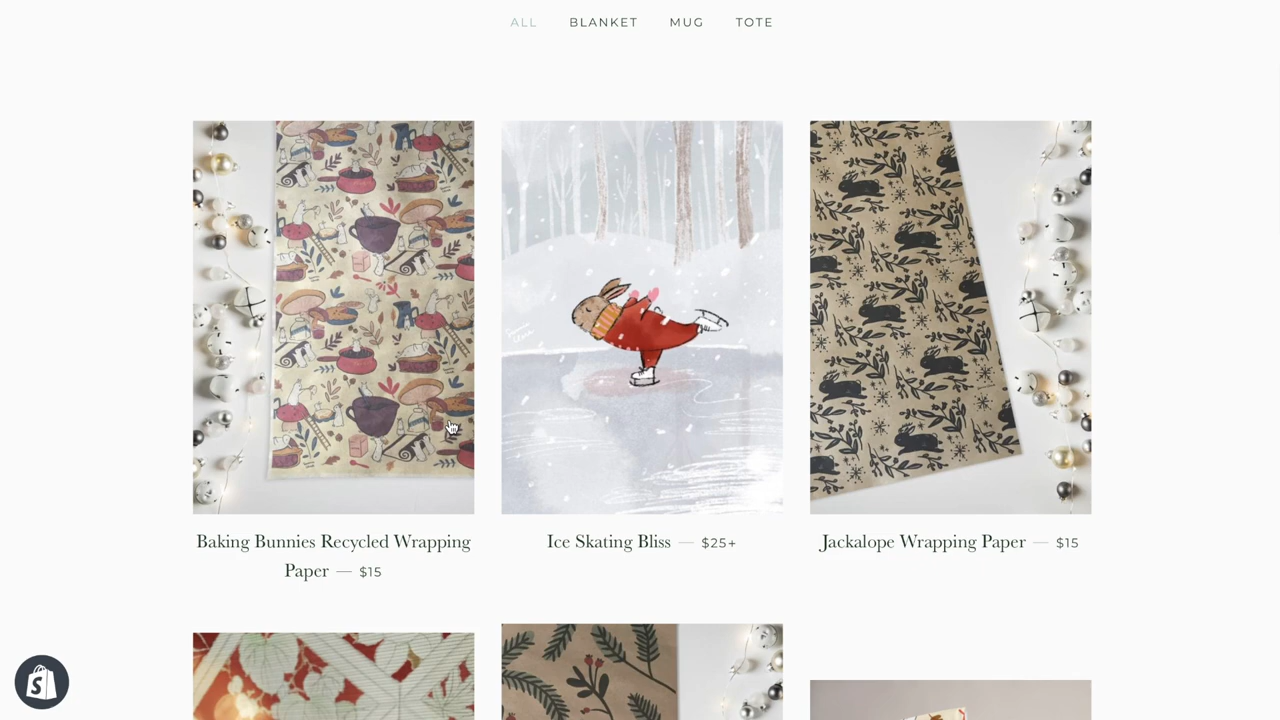 ALL BLANKET MUG TOTE
Baking Bunnies Recycled Wrapping
Paper — $15
Ice Skating Bliss — $25+
Jackalope Wrapping Paper — $15